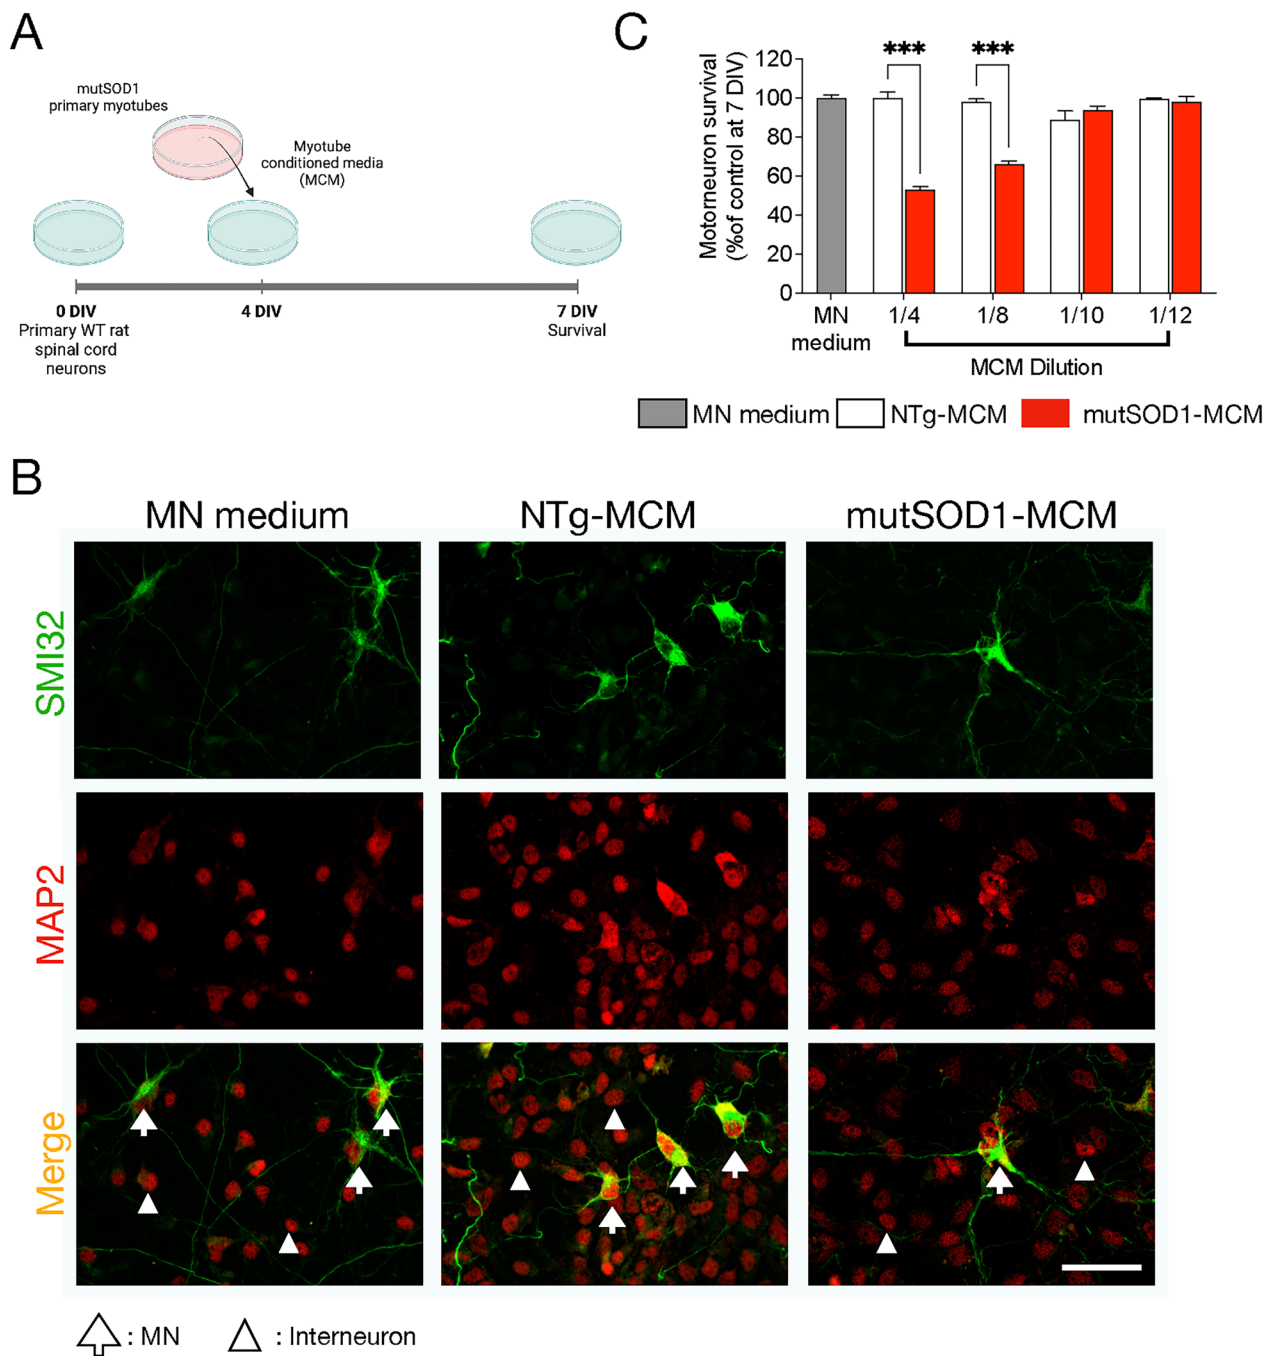 A
mutSOD1
primary myotubes
Myotube
conditioned media
(MCM)
0 DIV
4 DIV
7 DIV
Primary WT rat
spinal cord
neurons
Survival
C
Motorneuron survival
(%of control at 7 DIV)
120
100
80
60
40
20
0
***
***
MN
medium
1/4
1/8
1/10
1/12
MCM Dilution
MN medium
NTg-MCM
mutSOD1-MCM
B
MN medium
NTg-MCM
mutSOD1-MCM
SMI32
MAP2
Merge
: MN
: Interneuron